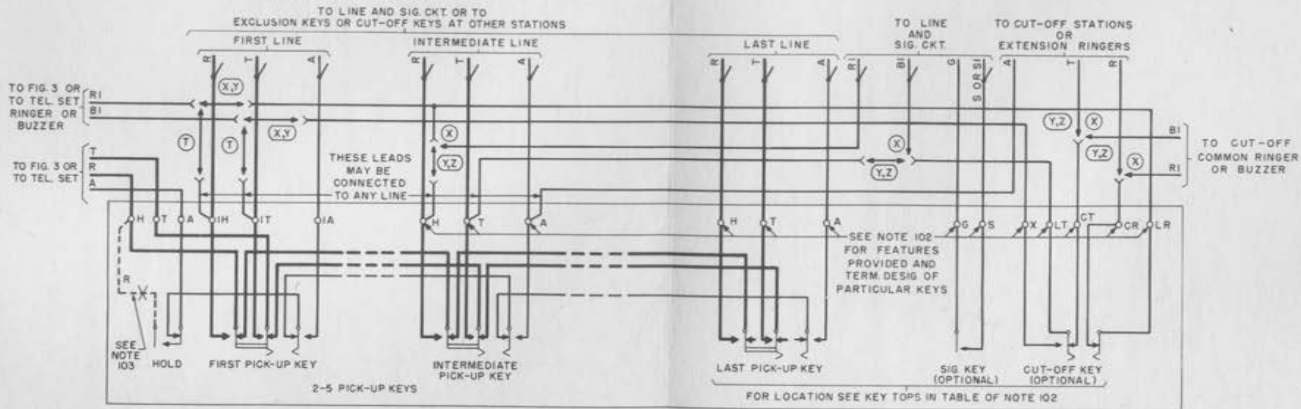 TO LINE AND SIG. CKT. OR TO
EXCLUSION KEYS OR CUT-OFF KEYS AT OTHER STATIONS
FIRST LINE
INTERMEDIATE LINE
LAST LINE
TO LINE
AND
SIG. CKT.
TO CUT-OFF STATIONS
OR
EXTENSION RINGERS
R T A R T A R T A RI BI G S OR SI A T R
TO FIG. 3 OR
TO TEL. SET
RINGER OR
BUZZER
RI
BI
X,Y
X,Y
T T
X
Y,Z
X
Y,Z
Y,Z X
Y,Z
X
BI
RI
TO CUT-OFF
COMMON RINGER
OR BUZZER
TO FIG. 3 OR
TO TEL. SET
T
R
A
THESE LEADS
MAY BE
CONNECTED
TO ANY LINE
H T A IH IT IA H T A H T A G S X LT CT CR LR
SEE NOTE 102
FOR FEATURES
PROVIDED AND
TERM. DESIG. OF
PARTICULAR KEYS
R
SEE
NOTE
103
HOLD
FIRST PICK-UP KEY
INTERMEDIATE
PICK-UP KEY
LAST PICK-UP KEY
SIG. KEY
(OPTIONAL)
CUT-OFF KEY
(OPTIONAL)
2-5 PICK-UP KEYS
FOR LOCATION SEE KEY TOPS IN TABLE OF NOTE 102